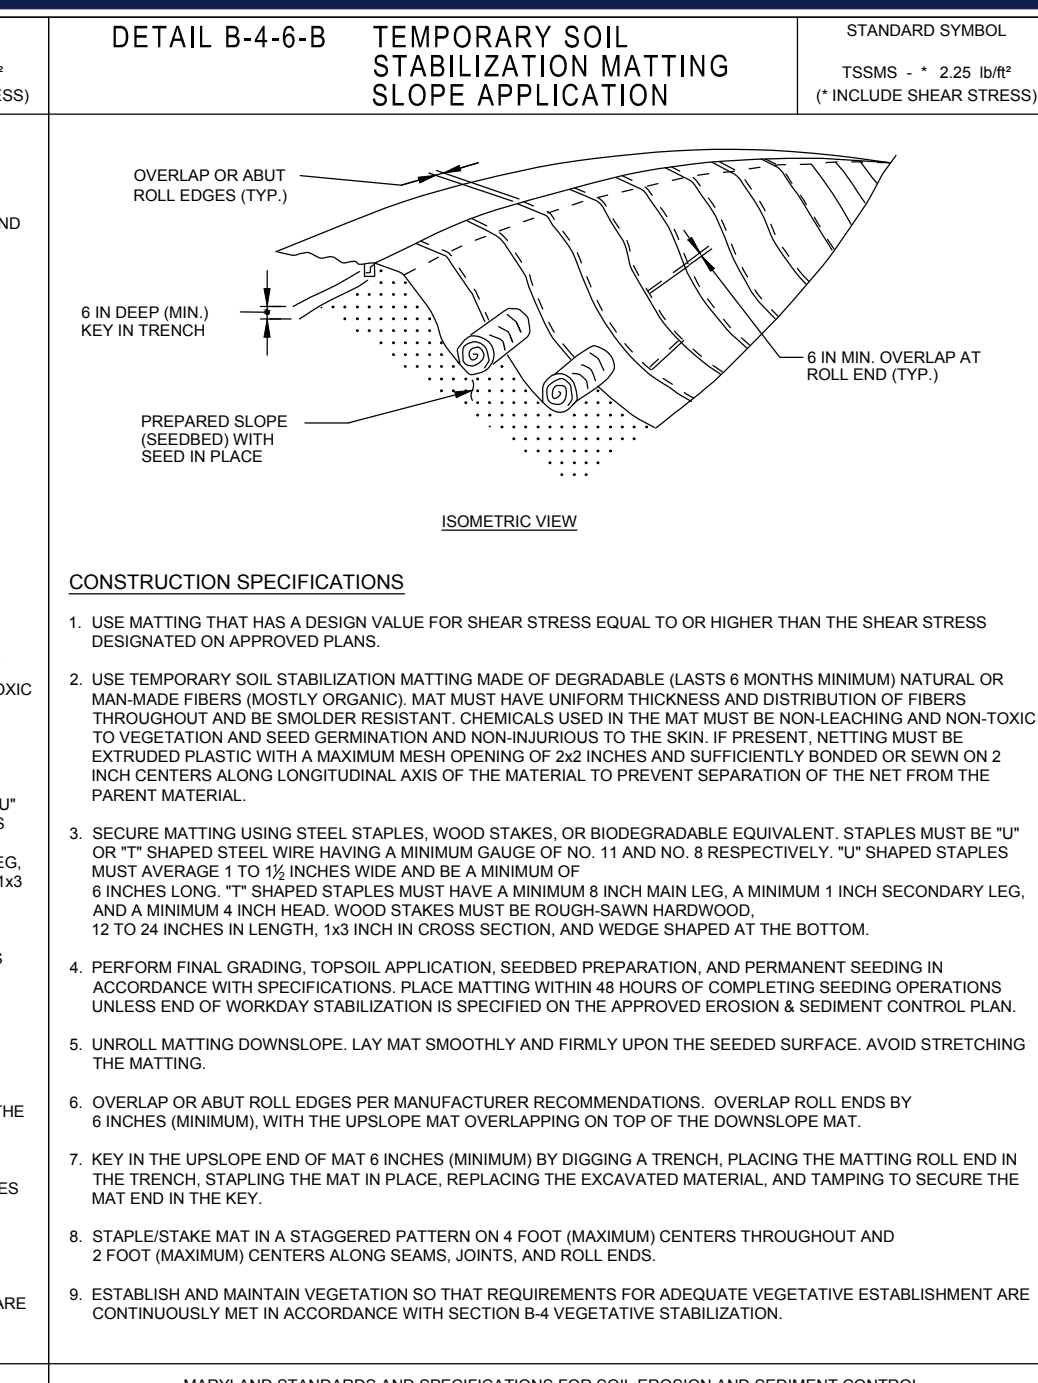 ²
ESS)
ND
OXIC
U"
S
EG,
1x3
S
THE
ES
ARE
DETAIL B-4-6-B
TEMPORARY SOIL
STABILIZATION MATTING
SLOPE APPLICATION
STANDARD SYMBOL
TSSMS - * 2.25 lb/ft²
(* INCLUDE SHEAR STRESS)
OVERLAP OR ABUT
ROLL EDGES (TYP.)
6 IN DEEP (MIN.)
KEY IN TRENCH
6 IN MIN. OVERLAP AT
ROLL END (TYP.)
PREPARED SLOPE
(SEEDBED) WITH
SEED IN PLACE
ISOMETRIC VIEW
CONSTRUCTION SPECIFICATIONS
1. USE MATTING THAT HAS A DESIGN VALUE FOR SHEAR STRESS EQUAL TO OR HIGHER THAN THE SHEAR STRESS
DESIGNATED ON APPROVED PLANS.
2. USE TEMPORARY SOIL STABILIZATION MATTING MADE OF DEGRADABLE (LASTS 6 MONTHS MINIMUM) NATURAL OR
MAN-MADE FIBERS (MOSTLY ORGANIC). MAT MUST HAVE UNIFORM THICKNESS AND DISTRIBUTION OF FIBERS
THROUGHOUT AND BE SMOLDER RESISTANT. CHEMICALS USED IN THE MAT MUST BE NON-LEACHING AND NON-TOXIC
TO VEGETATION AND SEED GERMINATION AND NON-INJURIOUS TO THE SKIN. IF PRESENT, NETTING MUST BE
EXTRUDED PLASTIC WITH A MAXIMUM MESH OPENING OF 2x2 INCHES AND SUFFICIENTLY BONDED OR SEWN ON 2
INCH CENTERS ALONG LONGITUDINAL AXIS OF THE MATERIAL TO PREVENT SEPARATION OF THE NET FROM THE
PARENT MATERIAL.
3. SECURE MATTING USING STEEL STAPLES, WOOD STAKES, OR BIODEGRADABLE EQUIVALENT. STAPLES MUST BE "U"
OR "T" SHAPED STEEL WIRE HAVING A MINIMUM GAUGE OF NO. 11 AND NO. 8 RESPECTIVELY. "U" SHAPED STAPLES
MUST AVERAGE 1 TO 1½ INCHES WIDE AND BE A MINIMUM OF
6 INCHES LONG. "T" SHAPED STAPLES MUST HAVE A MINIMUM 8 INCH MAIN LEG, A MINIMUM 1 INCH SECONDARY LEG,
AND A MINIMUM 4 INCH HEAD. WOOD STAKES MUST BE ROUGH-SAWN HARDWOOD,
12 TO 24 INCHES IN LENGTH, 1x3 INCH IN CROSS SECTION, AND WEDGE SHAPED AT THE BOTTOM.
4. PERFORM FINAL GRADING, TOPSOIL APPLICATION, SEEDBED PREPARATION, AND PERMANENT SEEDING IN
ACCORDANCE WITH SPECIFICATIONS. PLACE MATTING WITHIN 48 HOURS OF COMPLETING SEEDING OPERATIONS
UNLESS END OF WORKDAY STABILIZATION IS SPECIFIED ON THE APPROVED EROSION & SEDIMENT CONTROL PLAN.
5. UNROLL MATTING DOWNSLOPE. LAY MAT SMOOTHLY AND FIRMLY UPON THE SEEDED SURFACE. AVOID STRETCHING
THE MATTING.
6. OVERLAP OR ABUT ROLL EDGES PER MANUFACTURER RECOMMENDATIONS. OVERLAP ROLL ENDS BY
6 INCHES (MINIMUM), WITH THE UPSLOPE MAT OVERLAPPING ON TOP OF THE DOWNSLOPE MAT.
7. KEY IN THE UPSLOPE END OF MAT 6 INCHES (MINIMUM) BY DIGGING A TRENCH, PLACING THE MATTING ROLL END IN
THE TRENCH, STAPLING THE MAT IN PLACE, REPLACING THE EXCAVATED MATERIAL, AND TAMPING TO SECURE THE
MAT END IN THE KEY.
8. STAPLE/STAKE MAT IN A STAGGERED PATTERN ON 4 FOOT (MAXIMUM) CENTERS THROUGHOUT AND
2 FOOT (MAXIMUM) CENTERS ALONG SEAMS, JOINTS, AND ROLL ENDS.
9. ESTABLISH AND MAINTAIN VEGETATION SO THAT REQUIREMENTS FOR ADEQUATE VEGETATIVE ESTABLISHMENT ARE
CONTINUOUSLY MET IN ACCORDANCE WITH SECTION B-4 VEGETATIVE STABILIZATION.
MARYLAND STANDARDS AND SPECIFICATIONS FOR SOIL EROSION AND SEDIMENT CONTROL